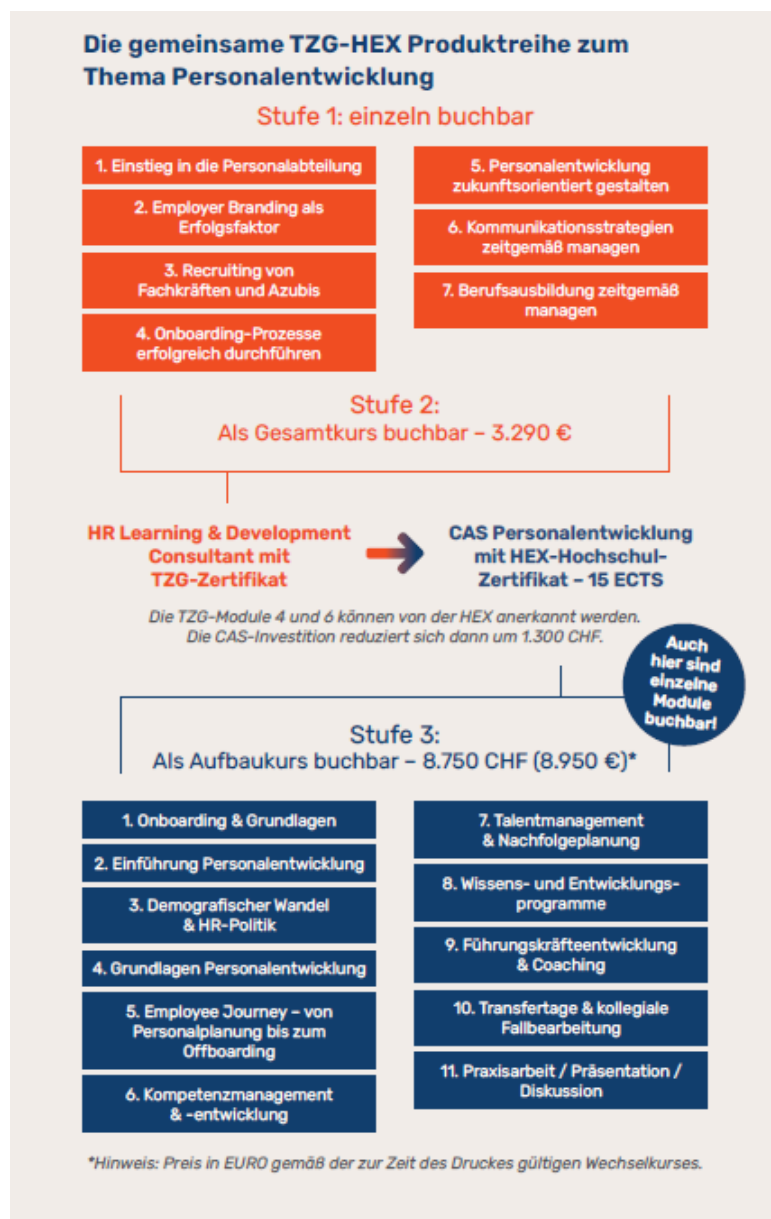 Die gemeinsame TZG-HEX Produktreihe zum
Thema Personalentwicklung
Stufe 1: einzeln buchbar
1. Einstieg in die Personalabteilung
2. Employer Branding als
Erfolgsfaktor
3. Recruiting von
Fachkräften und Azubis
4. Onboarding-Prozesse
erfolgreich durchführen
5. Personalentwicklung
zukunftsorientiert gestalten
6. Kommunikationsstrategien
zeitgemäß managen
7. Berufsausbildung zeitgemäß
managen
Stufe 2:
Als Gesamtkurs buchbar – 3.290 €
HR Learning & Development
Consultant mit
TZG-Zertifikat
CAS Personalentwicklung
mit HEX-Hochschul-
Zertifikat – 15 ECTS
Die TZG-Module 4 und 6 können von der HEX anerkannt werden.
Die CAS-Investition reduziert sich dann um 1.300 CHF.
Auch
hier sind
einzelne
Module
buchbar!
Stufe 3:
Als Aufbaukurs buchbar – 8.750 CHF (8.950 €)*
1. Onboarding & Grundlagen
2. Einführung Personalentwicklung
3. Demografischer Wandel
& HR-Politik
4. Grundlagen Personalentwicklung
5. Employee Journey – von
Personalplanung bis zum
Offboarding
6. Kompetenzmanagement
& -entwicklung
7. Talentmanagement
& Nachfolgeplanung
8. Wissens- und Entwicklungs-
programme
9. Führungskräfteentwicklung
& Coaching
10. Transfertage & kollegiale
Fallbearbeitung
11. Praxisarbeit / Präsentation /
Diskussion
*Hinweis: Preis in EURO gemäß der zur Zeit des Druckes gültigen Wechselkurses.